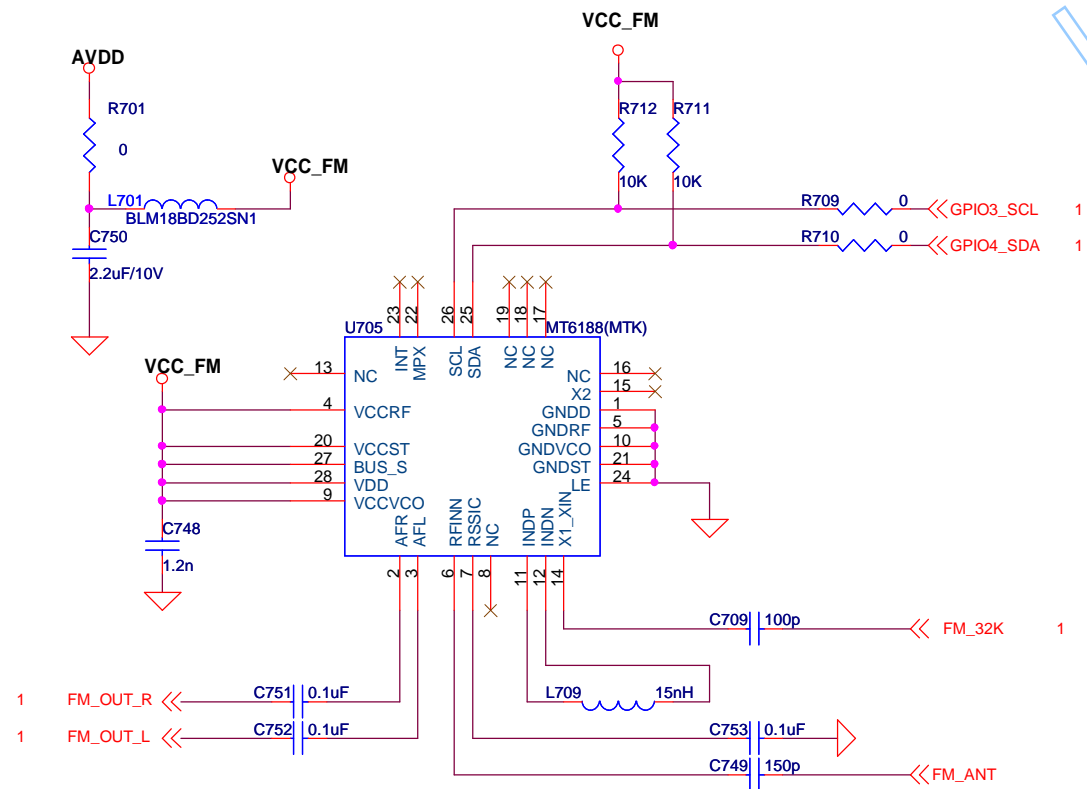 VCC_FM
AVDD
R701
0
R712 R711
10K 10K
VCC_FM
L701
BLM18BD252SN1
R709 0 GPIO3_SCL 1
C750
R710 0 GPIO4_SDA 1
2.2uF/10V
23 22 26 25 19 18 17
U705 MT6188(MTK)
INT MPX SCL SDA NC NC NC
VCC_FM
13 NC NC 16
X2 15
4 VCCRF GNDD 1
GNDRF 5
20 VCCST GNDVCO 10
27 BUS_S GNDST 21
28 VDD LE 24
9 VCCVCO
AFR AFL RFINN RSSIC NC INDP INDN X1_XIN
C748
1.2n
2 3 6 7 8 11 12 14
C709 100p FM_32K 1
1 FM_OUT_R C751 0.1uF L709 15nH
1 FM_OUT_L C752 0.1uF C753 0.1uF
C749 150p FM_ANT